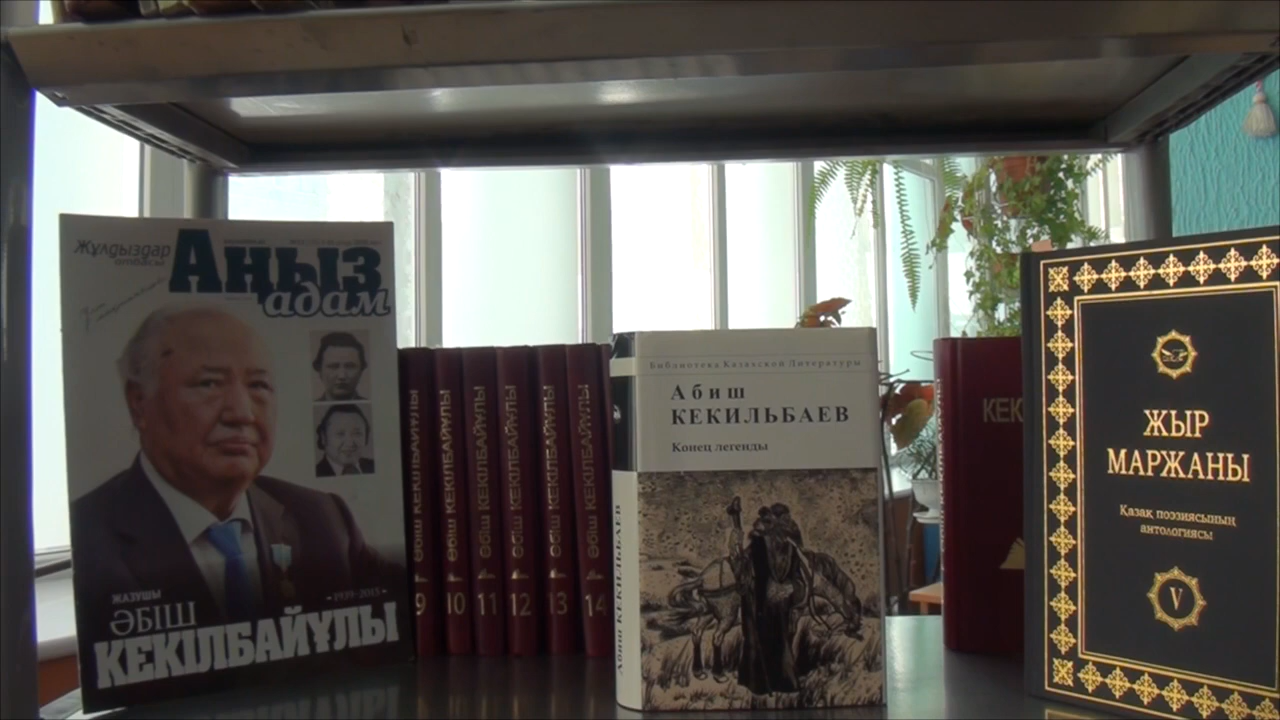 Жұлдыздар
отбасы
Аңыз
адам
ЖАЗУШЫ
1939-2015
ӘБІШ
КЕКІЛБАЙҰЛЫ
Әбіш КЕКІЛБАЙҰЛЫ
9
Әбіш КЕКІЛБАЙҰЛЫ
10
Әбіш КЕКІЛБАЙҰЛЫ
11
Әбіш КЕКІЛБАЙҰЛЫ
12
Әбіш КЕКІЛБАЙҰЛЫ
13
Әбіш КЕКІЛБАЙҰЛЫ
14
Абиш КЕКИЛЬБАЕВ
Библиотека Казахской Литературы
Абиш
КЕКИЛЬБАЕВ
Конец легенды
КЕК
ЖЫР
МАРЖАНЫ
Қазақ поэзиясының
антологиясы
V